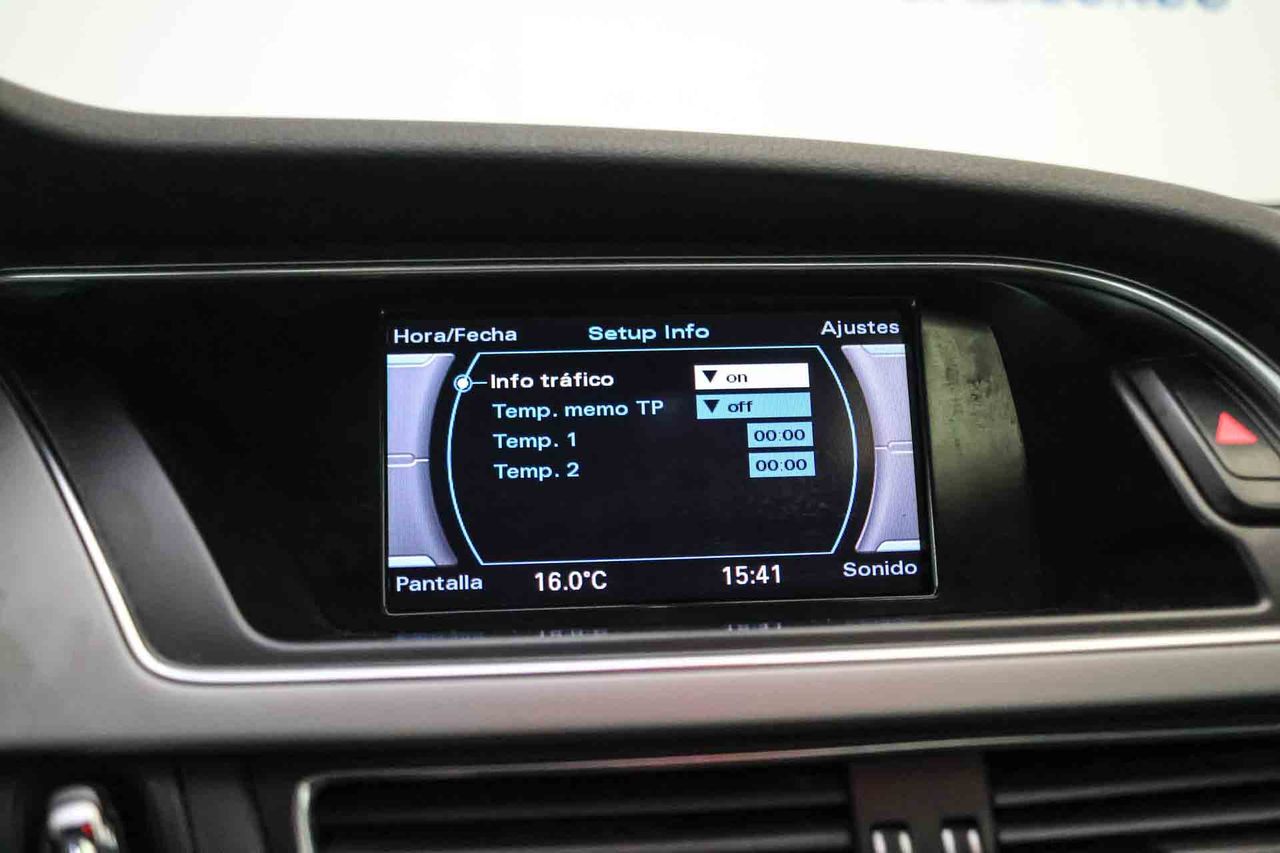 Hora/Fecha Setup Info Ajustes
Info tráfico ▼ on
Temp. memo TP ▼ off
Temp. 1 00:00
Temp. 2 00:00
Pantalla 16.0°C 15:41 Sonido